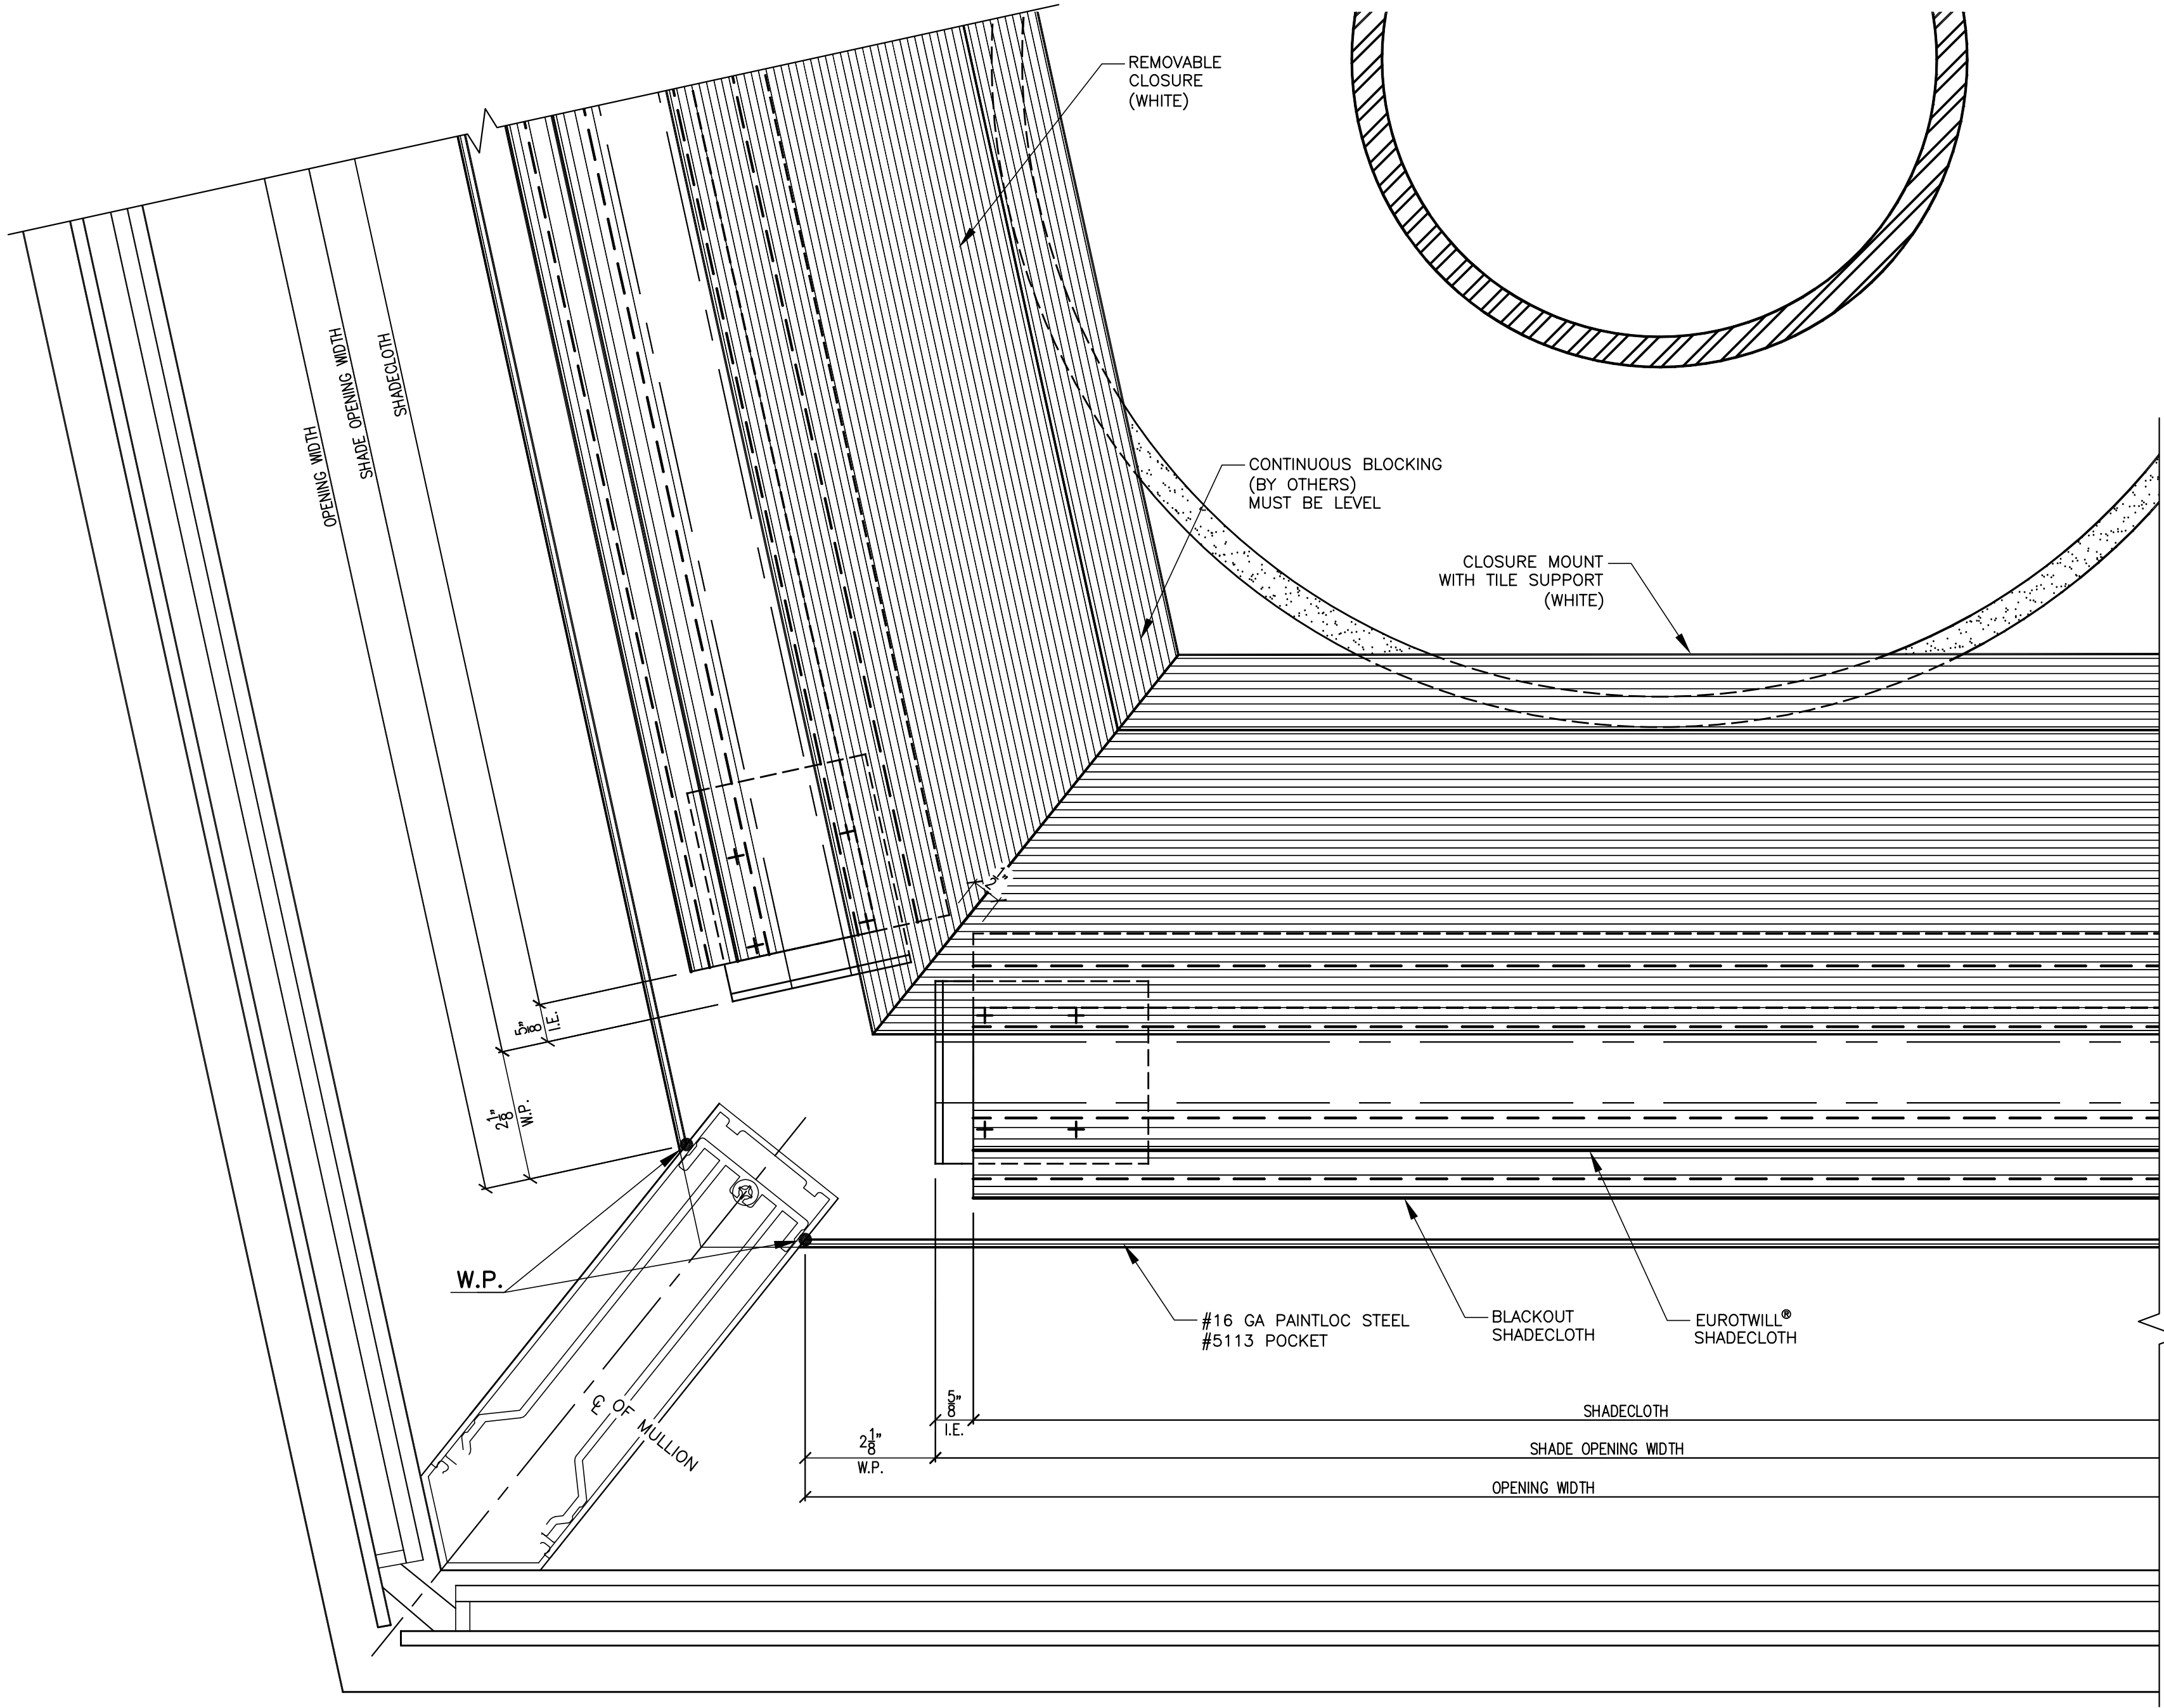 REMOVABLE
CLOSURE
(WHITE)
SHADECLOTH
SHADE OPENING WIDTH
OPENING WIDTH
CONTINUOUS BLOCKING
(BY OTHERS)
MUST BE LEVEL
CLOSURE MOUNT
WITH TILE SUPPORT
(WHITE)
5/8"
I.E.
2 1/8"
W.P.
W.P.
#16 GA PAINTLOC STEEL
#5113 POCKET
BLACKOUT
SHADECLOTH
EUROTWILL®
SHADECLOTH
℄ OF MULLION
5/8"
I.E.
2 1/8"
W.P.
SHADECLOTH
SHADE OPENING WIDTH
OPENING WIDTH